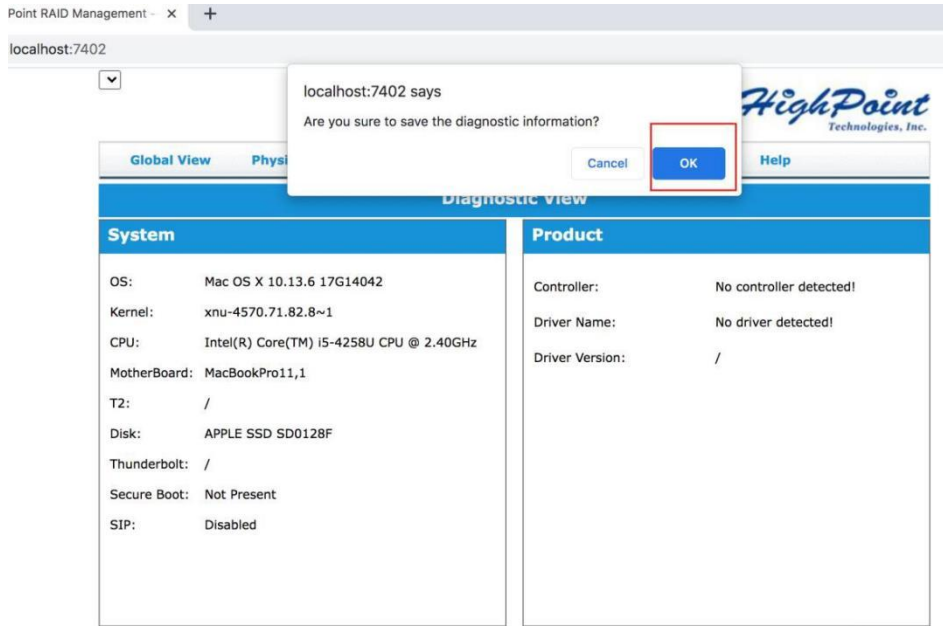 Point RAID Management -
localhost:7402
localhost:7402 says
Are you sure to save the diagnostic information?
Cancel
OK
HighPoint
Technologies, Inc.
Global View
Physi
Help
Diagnostic View
System
OS: Mac OS X 10.13.6 17G14042
Kernel: xnu-4570.71.82.8~1
CPU: Intel(R) Core(TM) i5-4258U CPU @ 2.40GHz
MotherBoard: MacBookPro11,1
T2: /
Disk: APPLE SSD SD0128F
Thunderbolt: /
Secure Boot: Not Present
SIP: Disabled
Product
Controller: No controller detected!
Driver Name: No driver detected!
Driver Version: /